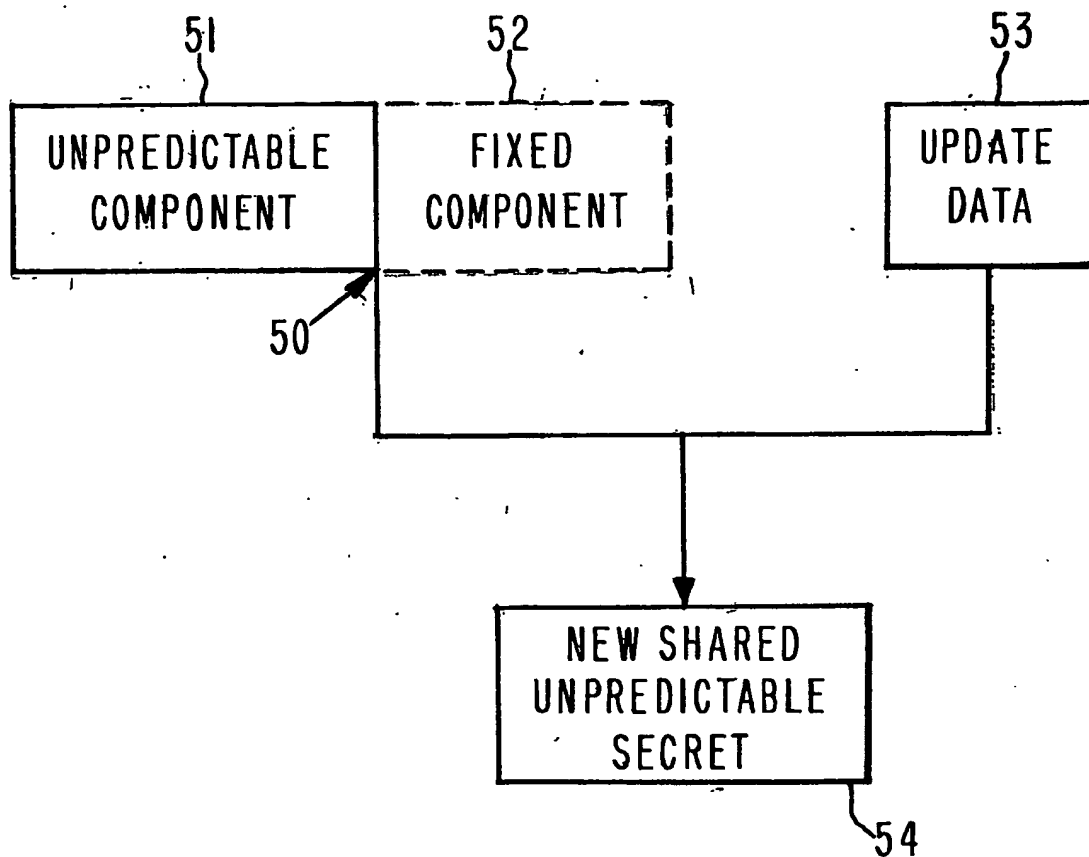 51
52
53
UNPREDICTABLE
COMPONENT
FIXED
COMPONENT
UPDATE
DATA
50
NEW SHARED
UNPREDICTABLE
SECRET
54